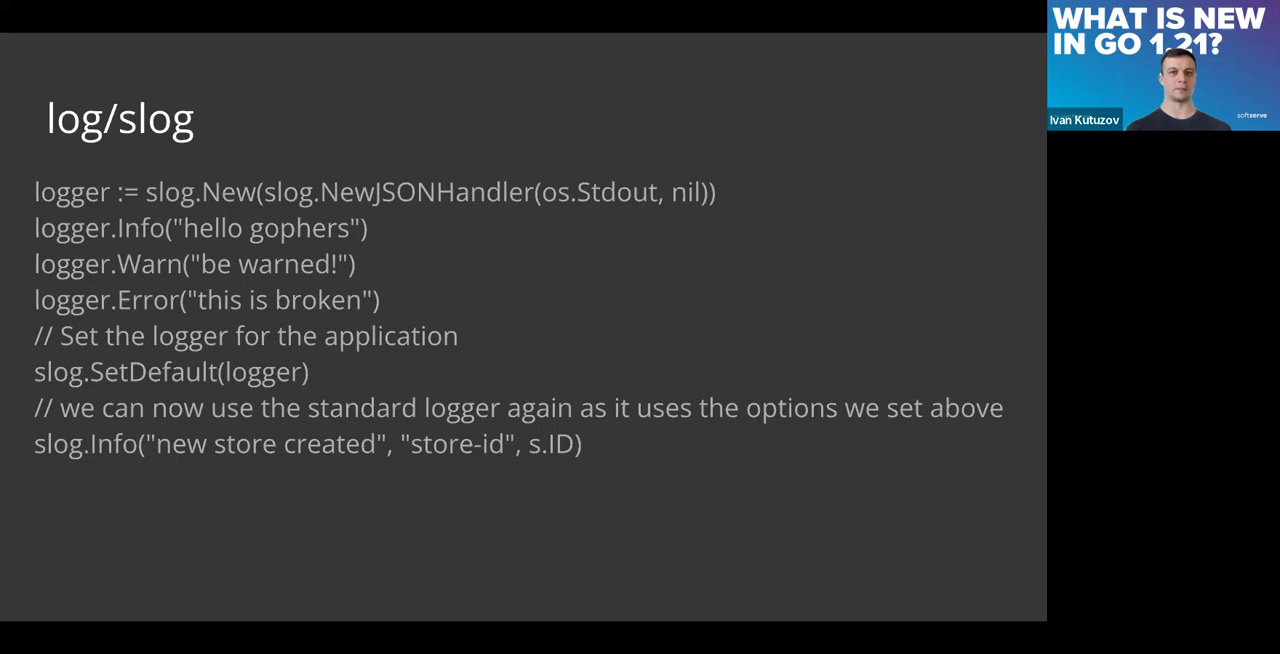 log/slog
logger := slog.New(slog.NewJSONHandler(os.Stdout, nil))
logger.Info("hello gophers")
logger.Warn("be warned!")
logger.Error("this is broken")
// Set the logger for the application
slog.SetDefault(logger)
// we can now use the standard logger again as it uses the options we set above
slog.Info("new store created", "store-id", s.ID)
WHAT IS NEW
IN GO 1.21?
Ivan Kutuzov
softserve